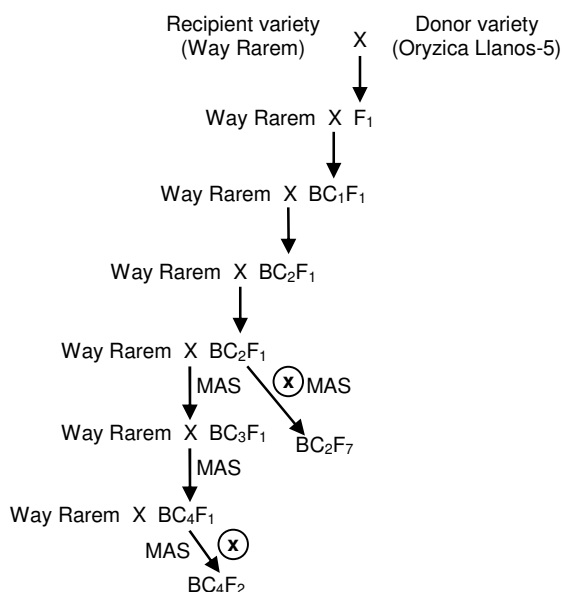 Recipient variety X Donor variety
(Way Rarem) (Oryzica Llanos-5)
Way Rarem X F₁
Way Rarem X BC₁F₁
Way Rarem X BC₂F₁
Way Rarem X BC₂F₁
MAS x MAS
Way Rarem X BC₃F₁
BC₂F₇
MAS
Way Rarem X BC₄F₁
MAS x
BC₄F₂